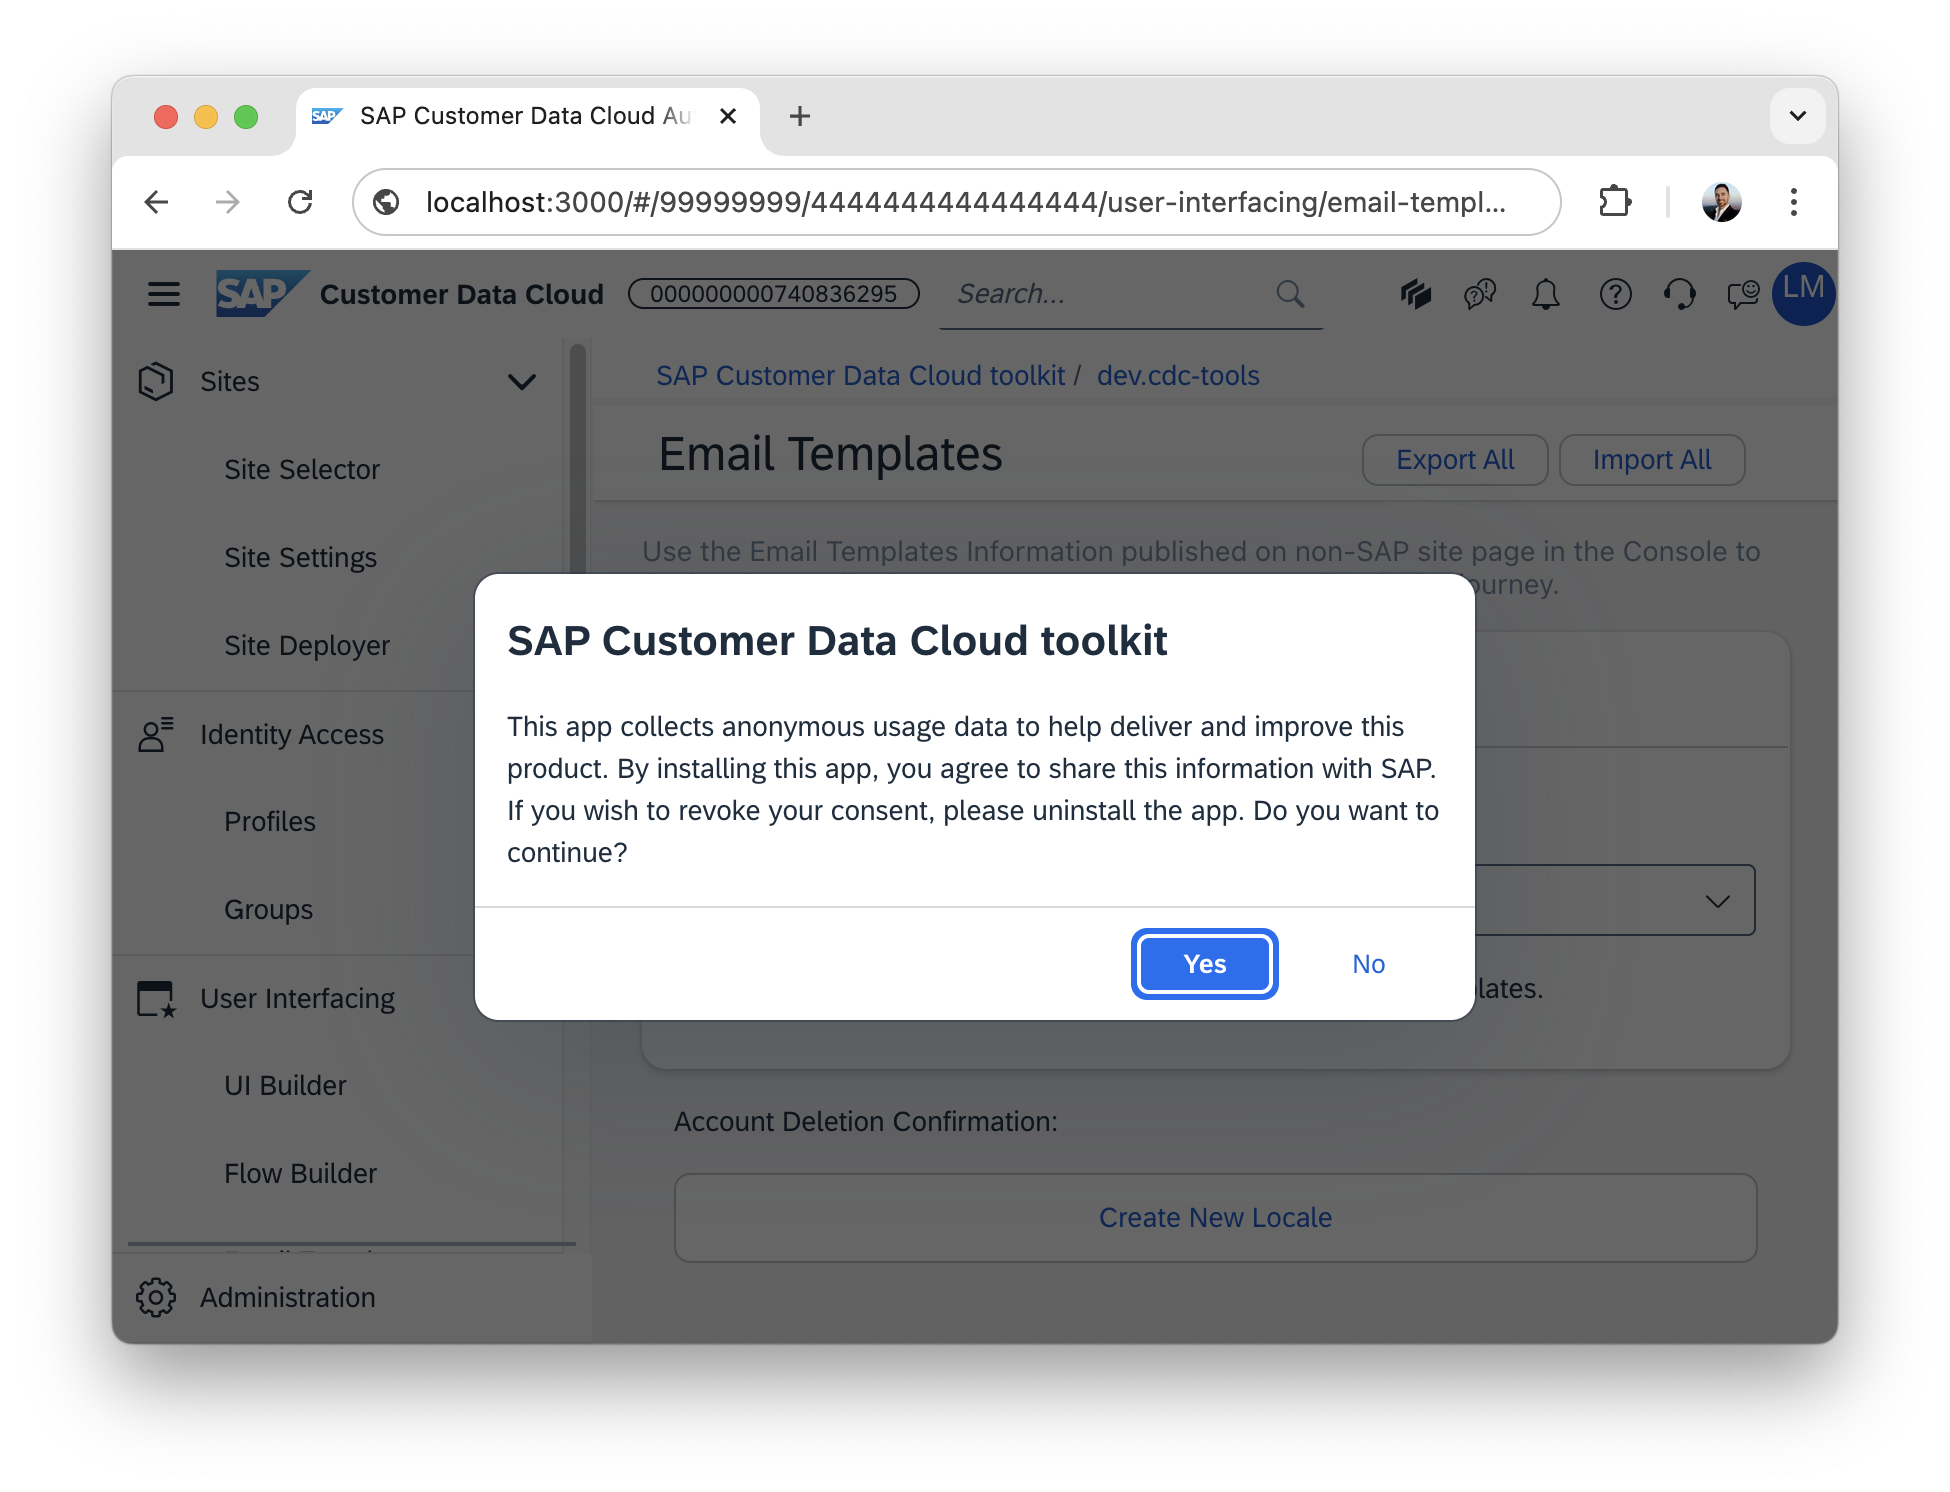 SAP SAP Customer Data Cloud Au
localhost:3000/#/99999999/4444444444444444/user-interfacing/email-templ...
SAP Customer Data Cloud 000000000740836295 Search... LM
Sites
Site Selector
Site Settings
Site Deployer
Identity Access
Profiles
Groups
User Interfacing
UI Builder
Flow Builder
Administration
SAP Customer Data Cloud toolkit / dev.cdc-tools
Email Templates Export All Import All
Use the Email Templates Information published on non-SAP site page in the Console to
ourney.
SAP Customer Data Cloud toolkit
This app collects anonymous usage data to help deliver and improve this
product. By installing this app, you agree to share this information with SAP.
If you wish to revoke your consent, please uninstall the app. Do you want to
continue?
Yes No
lates.
Account Deletion Confirmation:
Create New Locale